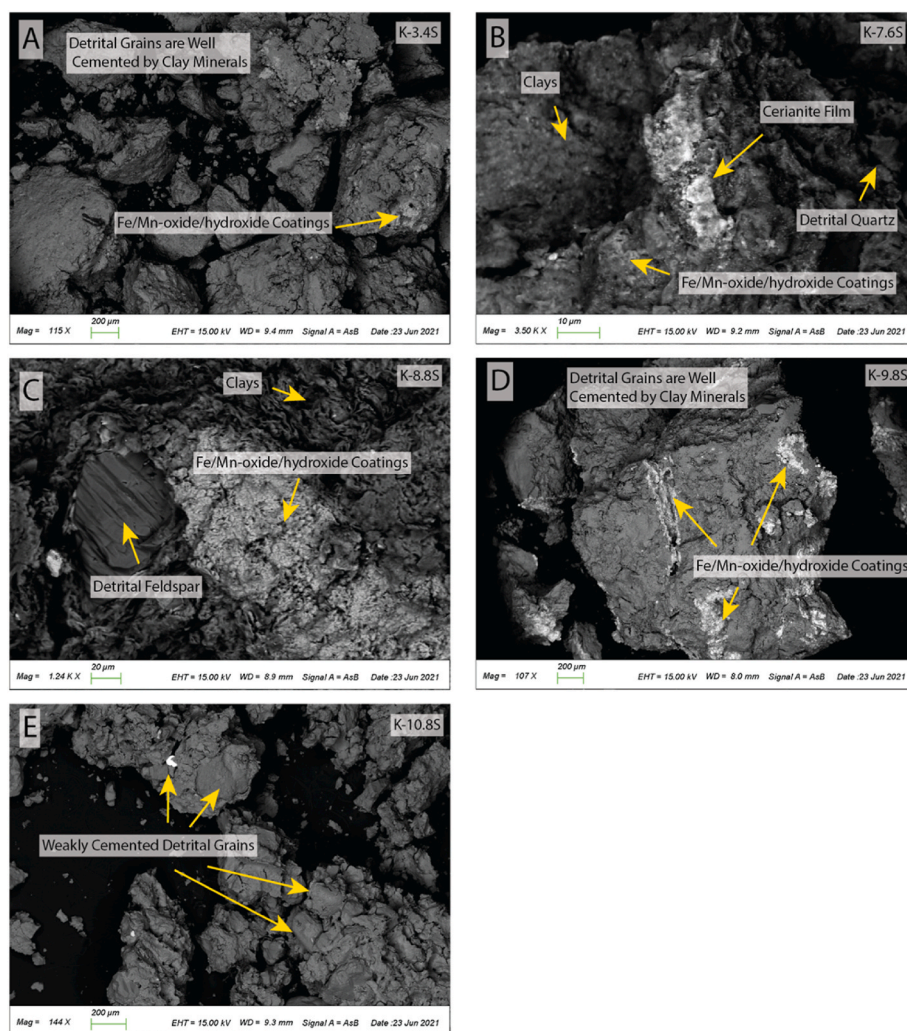 A
Detrital Grains are Well
Cemented by Clay Minerals
K-3.4S
Fe/Mn-oxide/hydroxide Coatings
Mag = 115 X
200 µm
EHT = 15.00 kV
WD = 9.4 mm
Signal A = AsB
Date :23 Jun 2021
B
K-7.6S
Clays
Cerianite Film
Detrital Quartz
Fe/Mn-oxide/hydroxide Coatings
Mag = 3.50 K X
10 µm
EHT = 15.00 kV
WD = 9.2 mm
Signal A = AsB
Date :23 Jun 2021
C
K-8.8S
Clays
Fe/Mn-oxide/hydroxide Coatings
Detrital Feldspar
Mag = 1.24 K X
20 µm
EHT = 15.00 kV
WD = 8.9 mm
Signal A = AsB
Date :23 Jun 2021
D
Detrital Grains are Well
Cemented by Clay Minerals
K-9.8S
Fe/Mn-oxide/hydroxide Coatings
Mag = 107 X
200 µm
EHT = 15.00 kV
WD = 8.0 mm
Signal A = AsB
Date :23 Jun 2021
E
K-10.8S
Weakly Cemented Detrital Grains
Mag = 144 X
200 µm
EHT = 15.00 kV
WD = 9.3 mm
Signal A = AsB
Date :23 Jun 2021